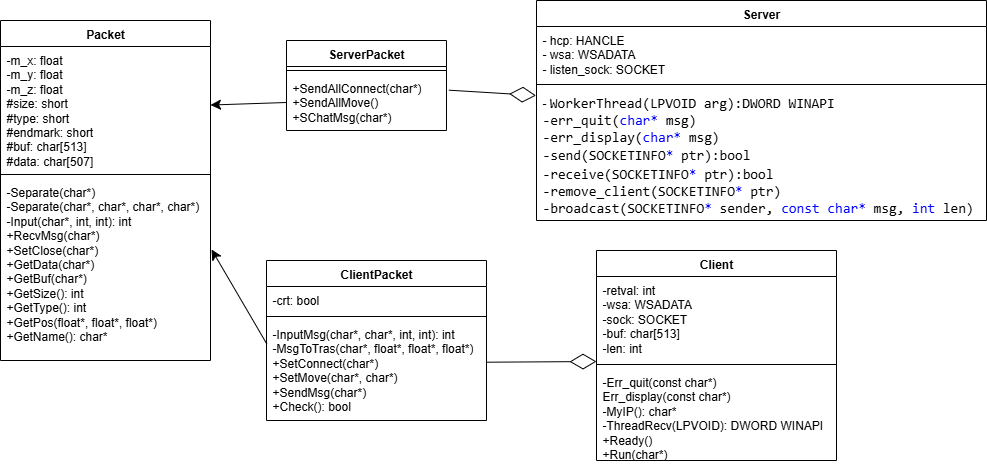 Packet
-m_x: float
-m_y: float
-m_z: float
#size: short
#type: short
#endmark: short
#buf: char[513]
#data: char[507]
-Separate(char*)
-Separate(char*, char*, char*, char*)
-Input(char*, int, int): int
+RecvMsg(char*)
+SetClose(char*)
+GetData(char*)
+GetBuf(char*)
+GetSize(): int
+GetType(): int
+GetPos(float*, float*, float*)
+GetName(): char*
ServerPacket
+SendAllConnect(char*)
+SendAllMove()
+SChatMsg(char*)
Server
- hcp: HANCLE
- wsa: WSADATA
- listen_sock: SOCKET
-WorkerThread(LPVOID arg):DWORD WINAPI
-err_quit(char* msg)
-err_display(char* msg)
-send(SOCKETINFO* ptr):bool
-receive(SOCKETINFO* ptr):bool
-remove_client(SOCKETINFO* ptr)
-broadcast(SOCKETINFO* sender, const char* msg, int len)
ClientPacket
-crt: bool
-InputMsg(char*, char*, int, int): int
-MsgToTras(char*, float*, float*, float*)
+SetConnect(char*)
+SetMove(char*, char*)
+SendMsg(char*)
+Check(): bool
Client
-retval: int
-wsa: WSADATA
-sock: SOCKET
-buf: char[513]
-len: int
-Err_quit(const char*)
Err_display(const char*)
-MyIP(): char*
-ThreadRecv(LPVOID): DWORD WINAPI
+Ready()
+Run(char*)